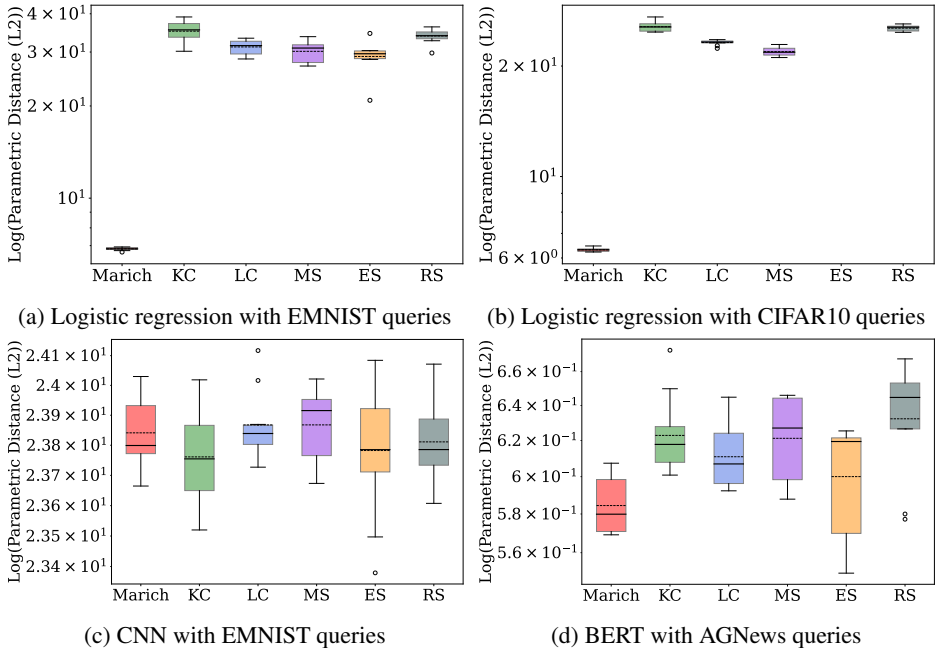 Log(Parametric Distance (L2))
3 × 10¹
2 × 10¹
10¹
Marich KC LC MS ES RS
(a) Logistic regression with EMNIST queries
Log(Parametric Distance (L2))
2 × 10¹
10¹
6 × 10⁰
Marich KC LC MS ES RS
(b) Logistic regression with CIFAR10 queries
Log(Parametric Distance (L2))
2.41 × 10¹
2.4 × 10¹
2.39 × 10¹
2.38 × 10¹
2.37 × 10¹
2.36 × 10¹
2.35 × 10¹
2.34 × 10¹
Marich KC LC MS ES RS
(c) CNN with EMNIST queries
Log(Parametric Distance (L2))
6.6 × 10⁻¹
6.4 × 10⁻¹
6.2 × 10⁻¹
6 × 10⁻¹
5.8 × 10⁻¹
5.6 × 10⁻¹
Marich KC LC MS ES RS
(d) BERT with AGNews queries